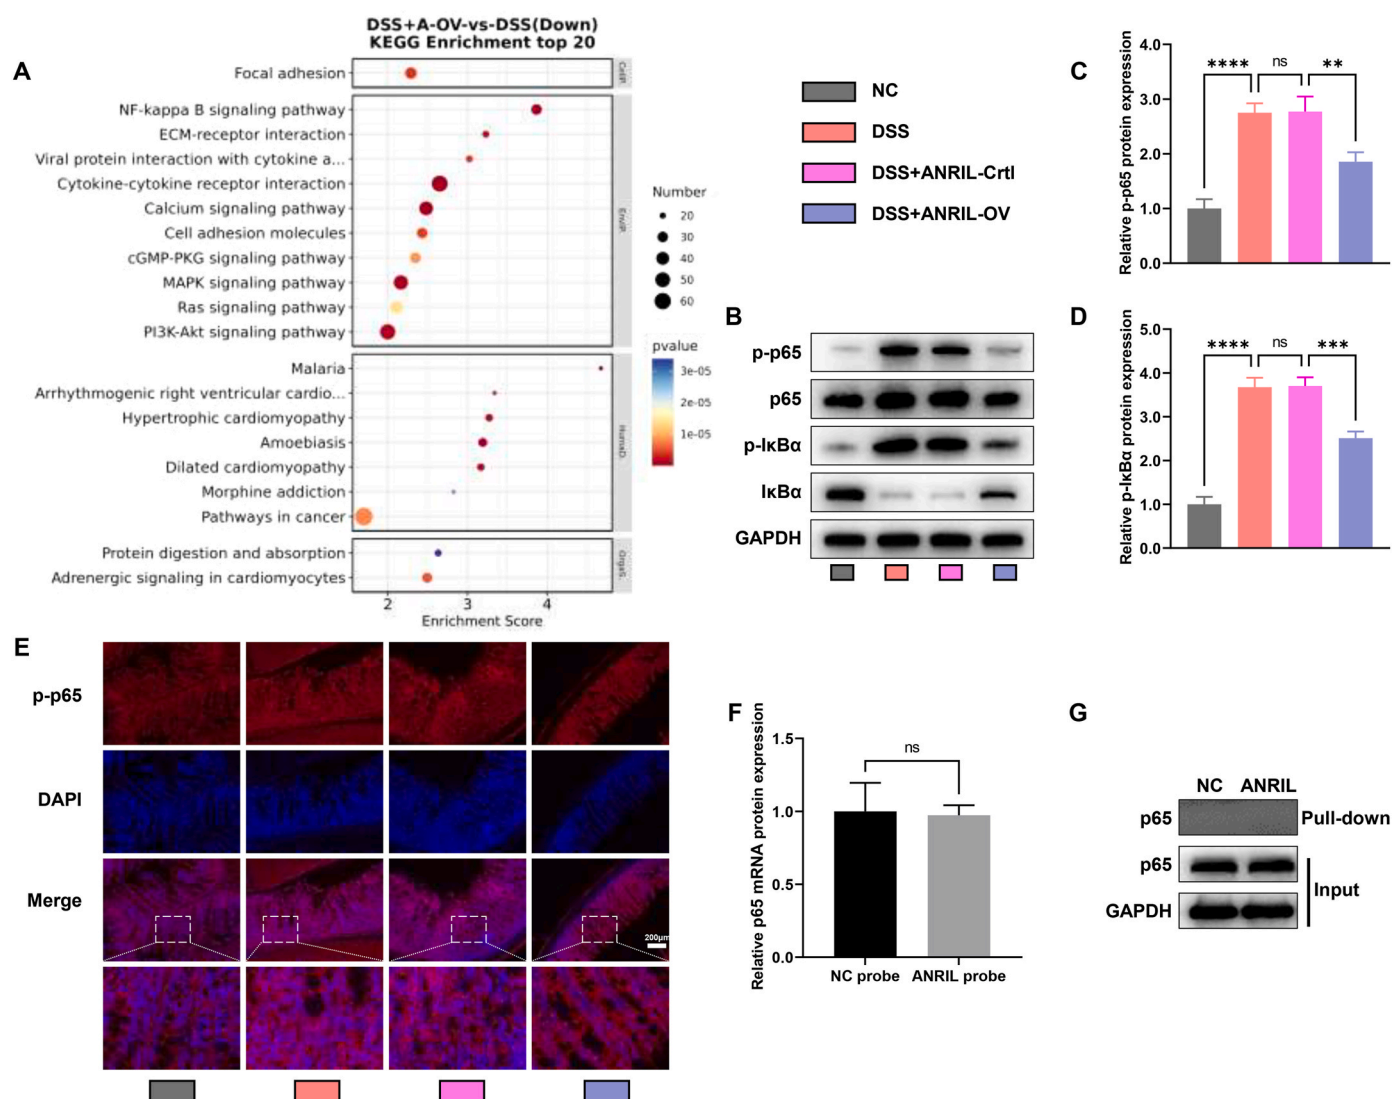 A
DSS+A-OV-vs-DSS(Down)
KEGG Enrichment top 20
Focal adhesion
NF-kappa B signaling pathway
ECM-receptor interaction
Viral protein interaction with cytokine a...
Cytokine-cytokine receptor interaction
Calcium signaling pathway
Cell adhesion molecules
cGMP-PKG signaling pathway
MAPK signaling pathway
Ras signaling pathway
PI3K-Akt signaling pathway
Malaria
Arrhythmogenic right ventricular cardio...
Hypertrophic cardiomyopathy
Amoebiasis
Dilated cardiomyopathy
Morphine addiction
Pathways in cancer
Protein digestion and absorption
Adrenergic signaling in cardiomyocytes
CellP.
EnvIP.
HumaD.
OrgaS.
2 3 4
Enrichment Score
Number
20
30
40
50
60
pvalue
3e-05
2e-05
1e-05
NC
DSS
DSS+ANRIL-Crtl
DSS+ANRIL-OV
B
p-p65
p65
p-IκBα
IκBα
GAPDH
C
Relative p-p65 protein expression
4.0
3.0
2.0
1.0
0.0
**** ns **
D
Relative p-IκBα protein expression
5.0
4.0
3.0
2.0
1.0
0.0
**** ns ***
E
p-p65
DAPI
Merge
200μm
F
Relative p65 mRNA protein expression
1.5
1.0
0.5
0.0
ns
NC probe ANRIL probe
G
NC ANRIL
p65 Pull-down
p65
GAPDH
Input